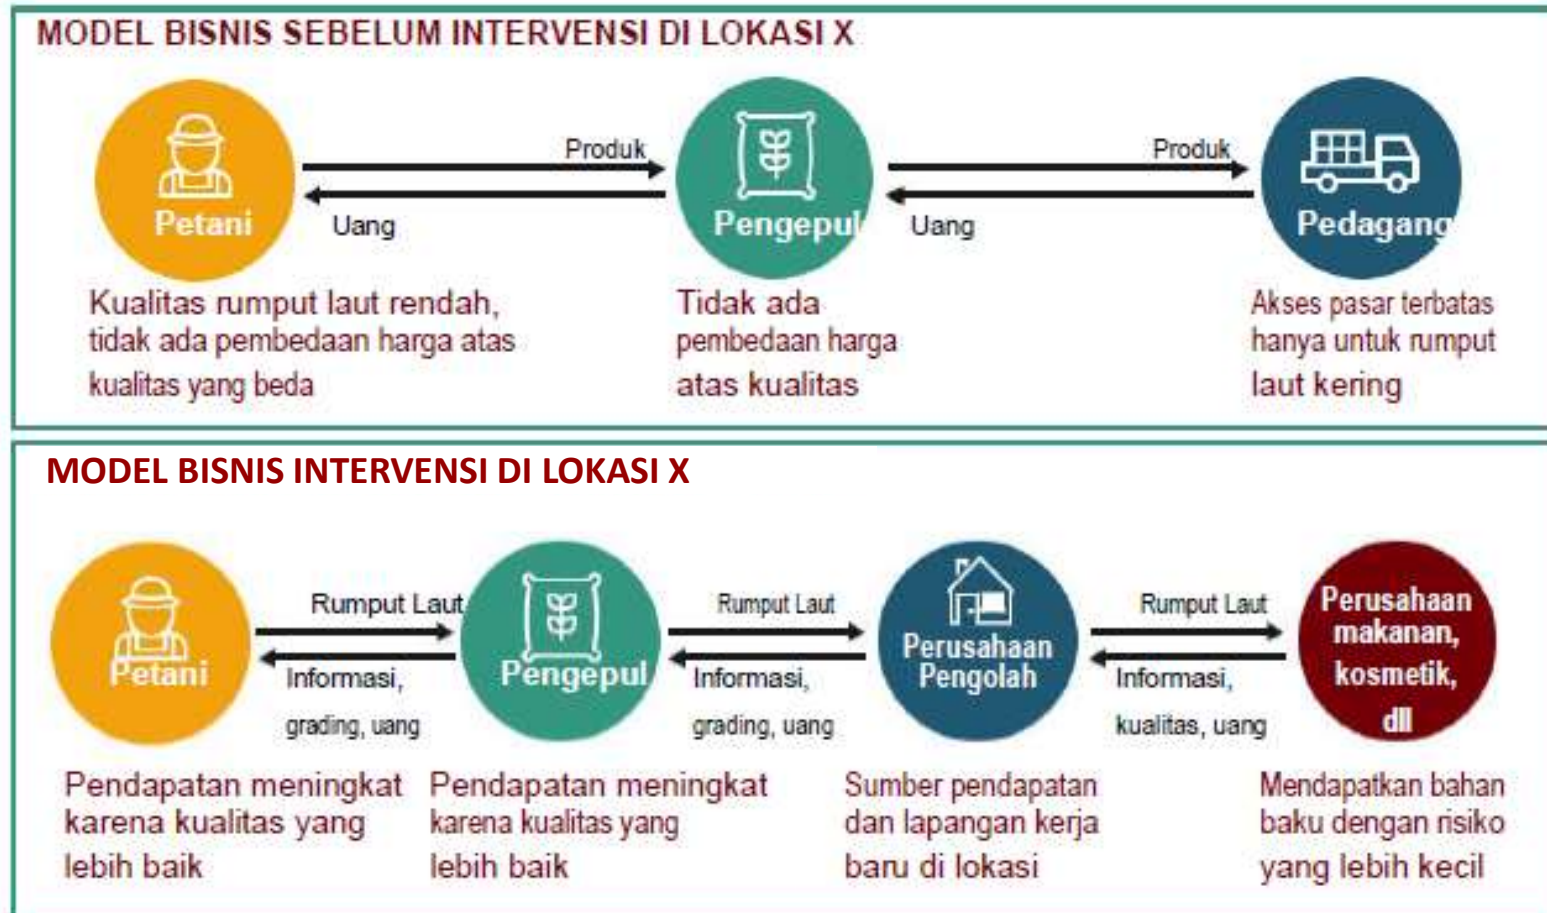 MODEL BISNIS SEBELUM INTERVENSI DI LOKASI X
Petani
Produk
Uang
Pengepul
Produk
Uang
Pedagang
Kualitas rumput laut rendah,
tidak ada pembedaan harga atas
kualitas yang beda
Tidak ada
pembedaan harga
atas kualitas
Akses pasar terbatas
hanya untuk rumput
laut kering
MODEL BISNIS INTERVENSI DI LOKASI X
Petani
Rumput Laut
Informasi,
grading, uang
Pengepul
Rumput Laut
Informasi,
grading, uang
Perusahaan
Pengolah
Rumput Laut
Informasi,
kualitas, uang
Perusahaan
makanan,
kosmetik,
dll
Pendapatan meningkat
karena kualitas yang
lebih baik
Pendapatan meningkat
karena kualitas yang
lebih baik
Sumber pendapatan
dan lapangan kerja
baru di lokasi
Mendapatkan bahan
baku dengan risiko
yang lebih kecil